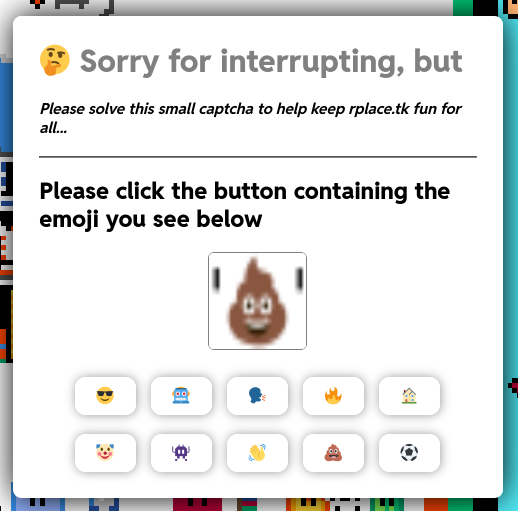 🤔 Sorry for interrupting, but
Please solve this small captcha to help keep rplace.tk fun for
all...
Please click the button containing the
emoji you see below